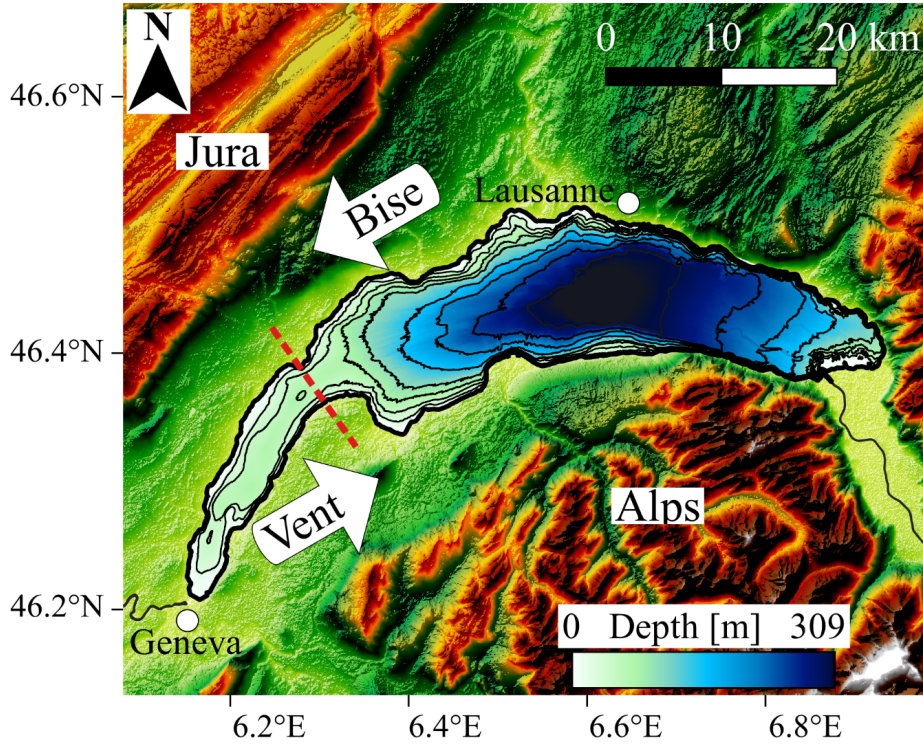 N
0 10 20 km
46.6°N
Jura
Lausanne
Bise
46.4°N
Vent
Alps
46.2°N
Geneva
0 Depth [m] 309
6.2°E 6.4°E 6.6°E 6.8°E